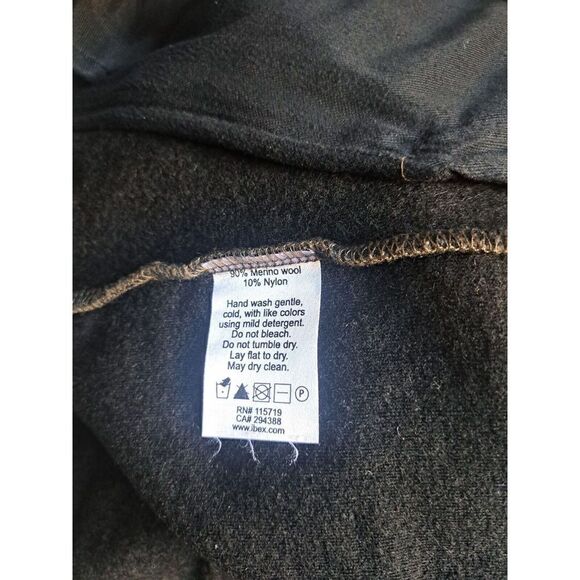 90% Merino wool
10% Nylon
Hand wash gentle,
cold, with like colors
using mild detergent.
Do not bleach.
Do not tumble dry.
Lay flat to dry.
May dry clean.
P
RN# 115719
CA# 294388
www.ibex.com